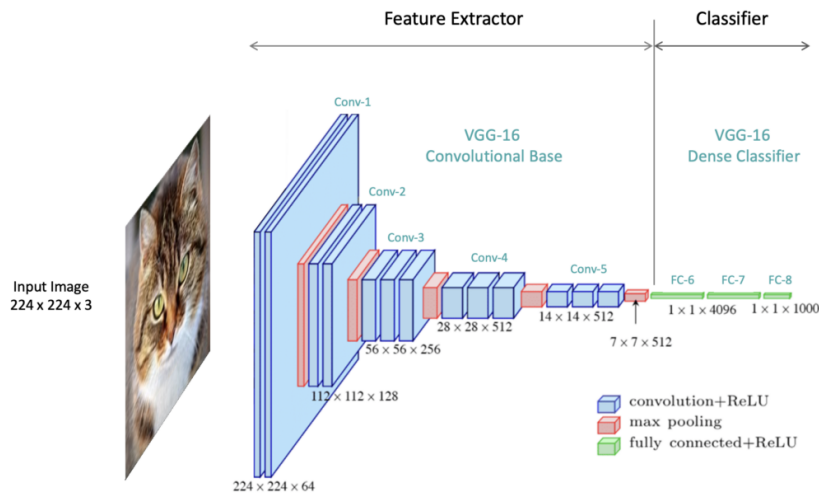 Feature Extractor
Classifier
Conv-1
VGG-16
Convolutional Base
VGG-16
Dense Classifier
Conv-2
Conv-3
Conv-4
Conv-5
FC-6
FC-7
FC-8
Input Image
224 x 224 x 3
1 × 1 × 4096
1 × 1 × 1000
28 × 28 × 512
14 × 14 × 512
7 × 7 × 512
56 × 56 × 256
112 × 112 × 128
224 × 224 × 64
convolution+ReLU
max pooling
fully connected+ReLU